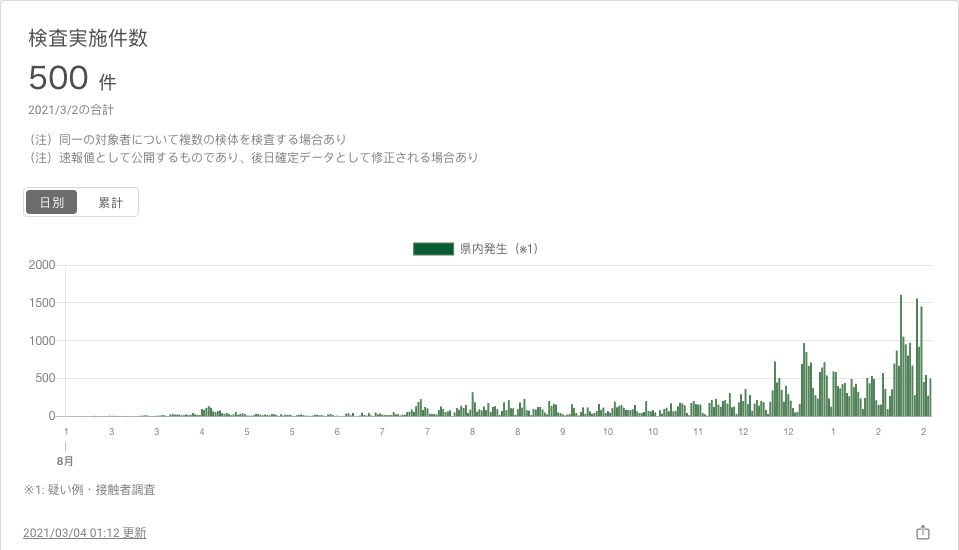 検査実施件数
500 件
2021/3/2の合計
（注）同一の対象者について複数の検体を検査する場合あり
（注）速報値として公開するものであり、後日確定データとして修正される場合あり
日別 累計
県内発生（※1）
2000
1500
1000
500
0
1 3 3 4 5 5 6 7 7 8 8 9 10 10 11 12 12 1 2 2
8月
※1: 疑い例・接触者調査
2021/03/04 01:12 更新